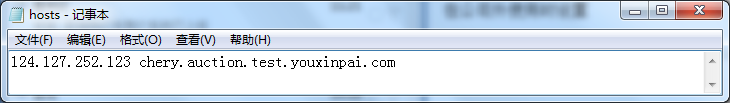 hosts - 记事本
文件(F) 编辑(E) 格式(O) 查看(V) 帮助(H)
124.127.252.123 chery.auction.test.youxinpai.com